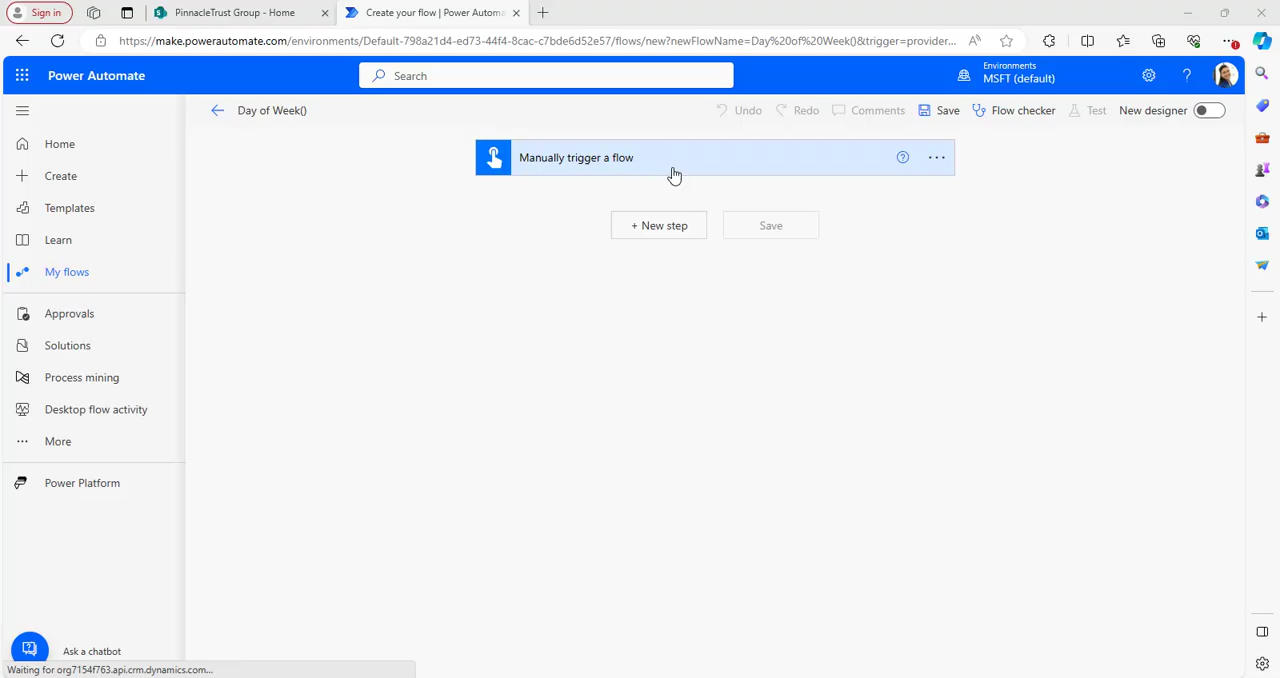 Sign in
PinnacleTrust Group - Home
Create your flow | Power Automa
https://make.powerautomate.com/environments/Default-798a21d4-ed73-44f4-8cac-c7bde6d52e57/flows/new?newFlowName=Day%20of%20Week()&trigger=provider...
Power Automate
Search
Environments
MSFT (default)
Day of Week()
Undo
Redo
Comments
Save
Flow checker
Test
New designer
Home
Create
Templates
Learn
My flows
Approvals
Solutions
Process mining
Desktop flow activity
More
Power Platform
Ask a chatbot
Manually trigger a flow
+ New step
Save
Waiting for org7154f763.api.crm.dynamics.com...